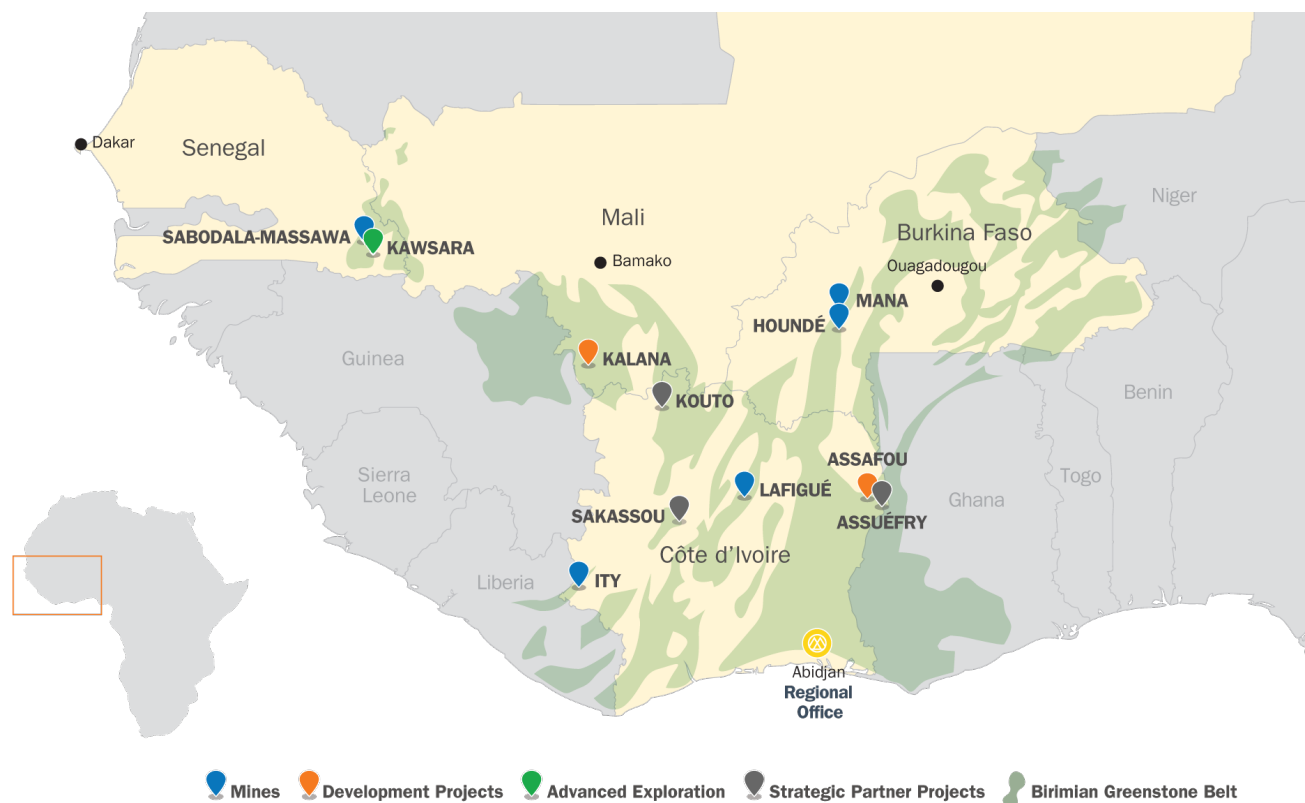 Dakar
Senegal
Niger
Mali
SABODALA-MASSAWA
KAWSARA
Burkina Faso
Bamako
Ouagadougou
MANA
HOUNDÉ
Guinea
KALANA
Benin
KOUTO
ASSAFOU
Sierra
Leone
Togo
LAFIGUÉ
Ghana
SAKASSOU
ASSUÉFRY
Côte d'Ivoire
Liberia
ITY
Abidjan
Regional
Office
Mines
Development Projects
Advanced Exploration
Strategic Partner Projects
Birimian Greenstone Belt